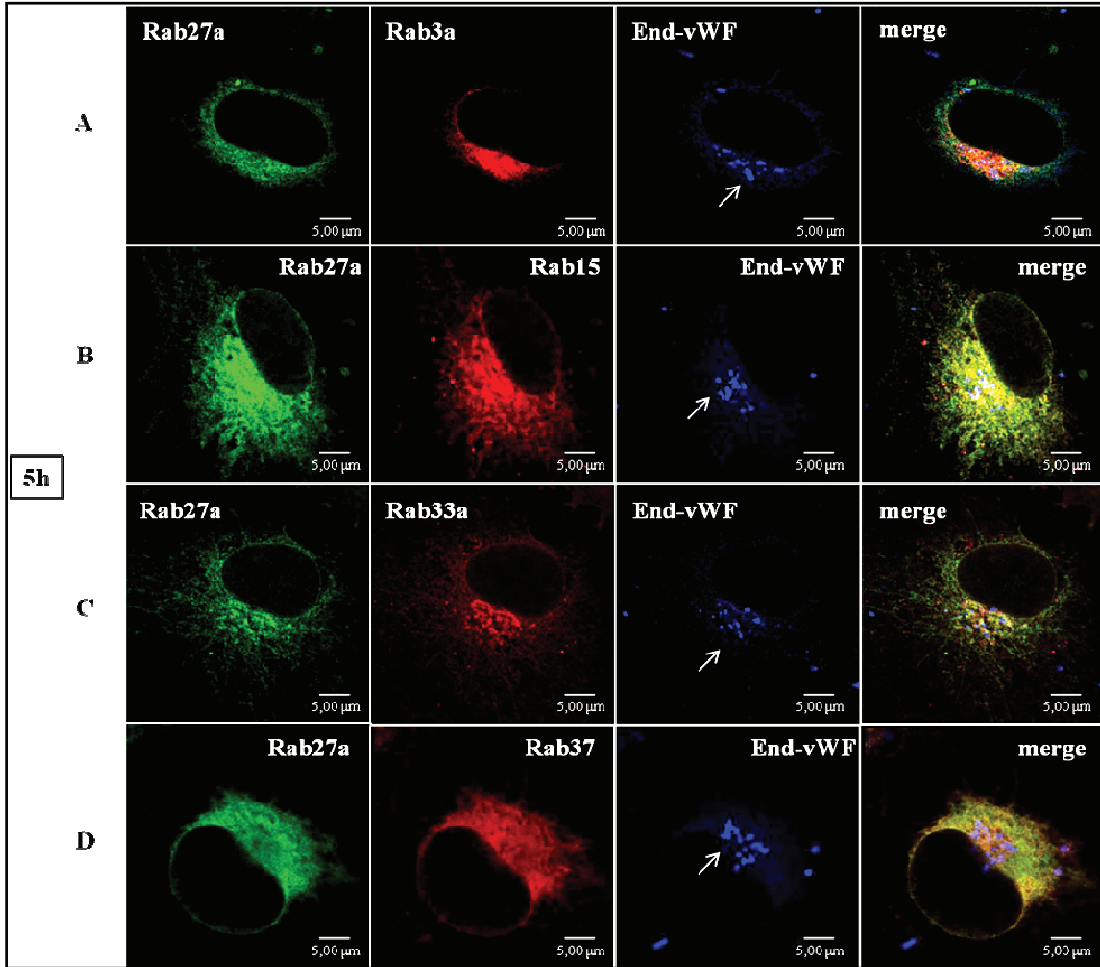 Rab27a Rab3a End-vWF merge
A
5,00 µm 5,00 µm 5,00 µm 5,00 µm
Rab27a Rab15 End-vWF merge
B
5,00 µm 5,00 µm 5,00 µm 5,00 µm
5h
Rab27a Rab33a End-vWF merge
C
5,00 µm 5,00 µm 5,00 µm 5,00 µm
Rab27a Rab37 End-vWF merge
D
5,00 µm 5,00 µm 5,00 µm 5,00 µm